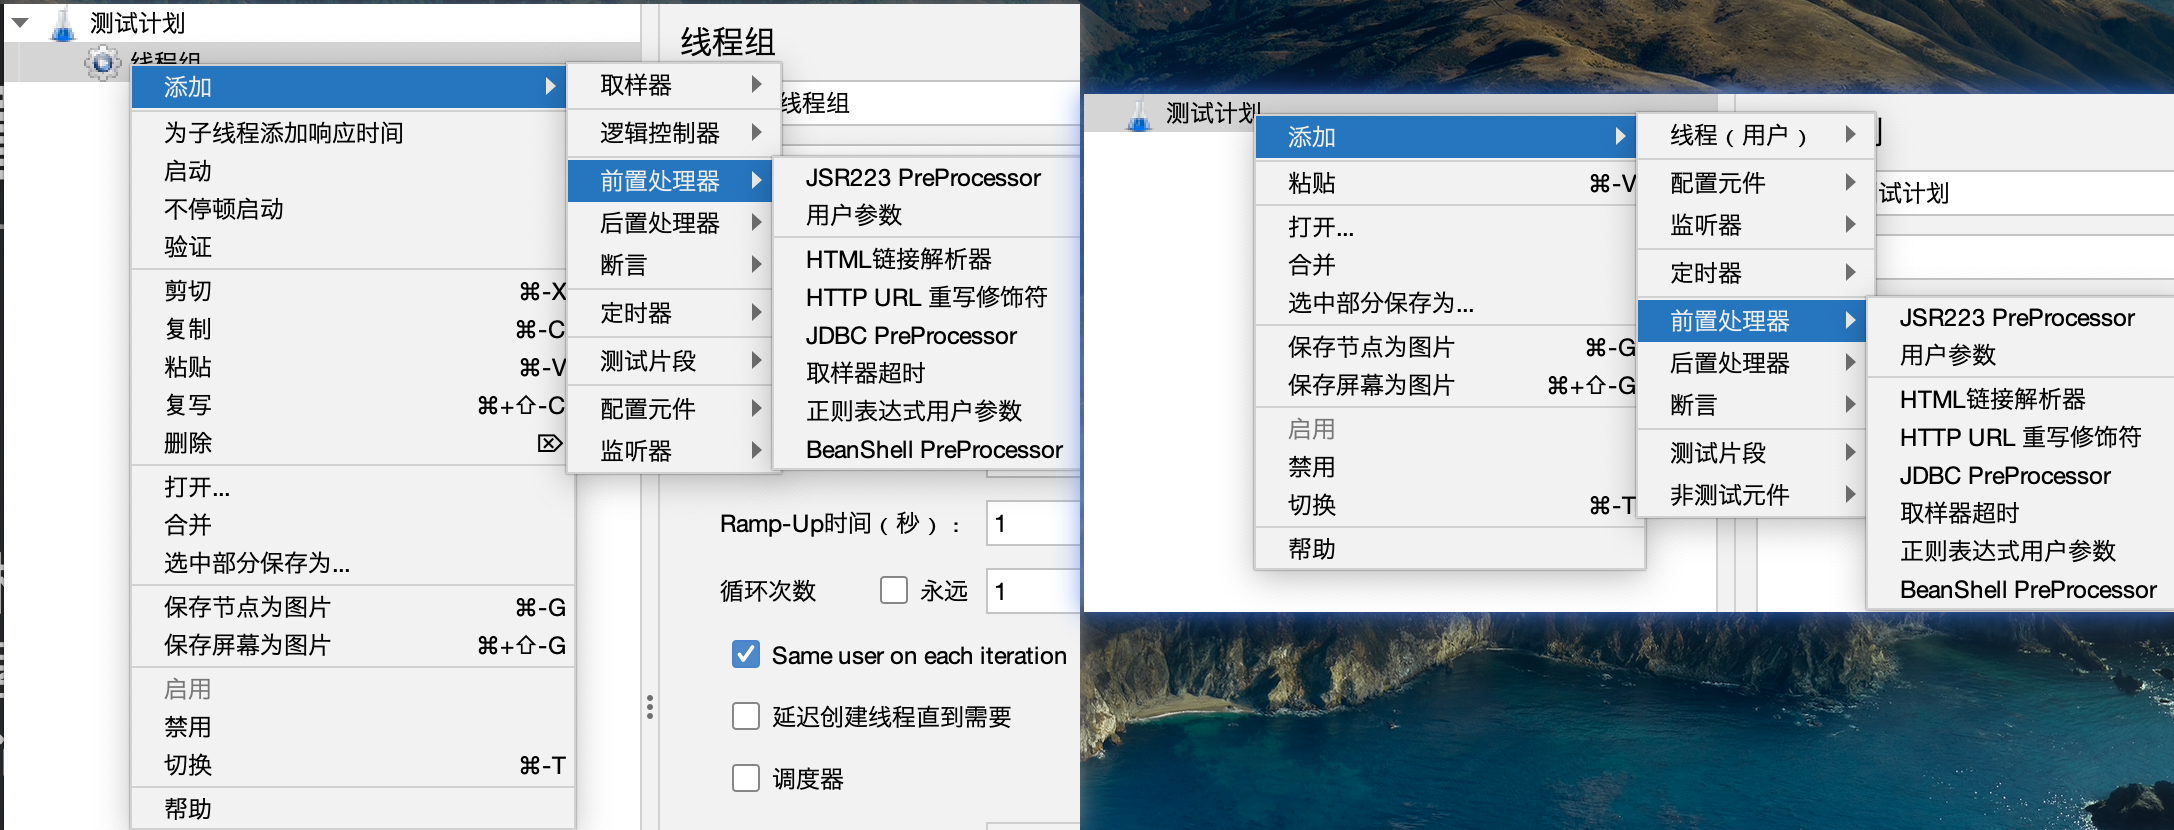 测试计划
线程组
添加
为子线程添加响应时间
启动
不停顿启动
验证
剪切 ⌘-X
复制 ⌘-C
粘贴 ⌘-V
复写 ⌘+⇧-C
删除 ⌦
打开...
合并
选中部分保存为...
保存节点为图片 ⌘-G
保存屏幕为图片 ⌘+⇧-G
启用
禁用
切换 ⌘-T
帮助
取样器
逻辑控制器
前置处理器
后置处理器
断言
定时器
测试片段
配置元件
监听器
JSR223 PreProcessor
用户参数
HTML链接解析器
HTTP URL 重写修饰符
JDBC PreProcessor
取样器超时
正则表达式用户参数
BeanShell PreProcessor
线程组
线程组
Ramp-Up时间（秒）： 1
循环次数 永远 1
Same user on each iteration
延迟创建线程直到需要
调度器
测试计划
添加
粘贴 ⌘-V
打开...
合并
选中部分保存为...
保存节点为图片 ⌘-G
保存屏幕为图片 ⌘+⇧-G
启用
禁用
切换 ⌘-T
帮助
线程（用户）
配置元件
监听器
定时器
前置处理器
后置处理器
断言
测试片段
非测试元件
试计划
JSR223 PreProcessor
用户参数
HTML链接解析器
HTTP URL 重写修饰符
JDBC PreProcessor
取样器超时
正则表达式用户参数
BeanShell PreProcessor